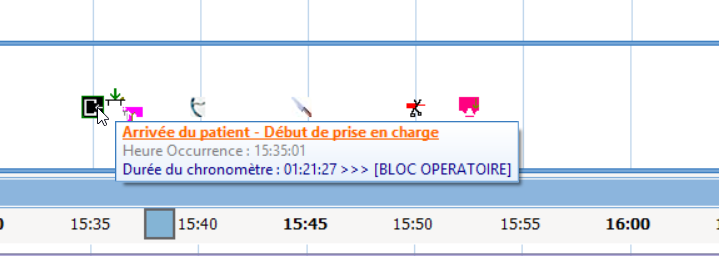 Arrivée du patient - Début de prise en charge
Heure Occurrence : 15:35:01
Durée du chronomètre : 01:21:27 >>> [BLOC OPERATOIRE]
15:35 15:40 15:45 15:50 15:55 16:00